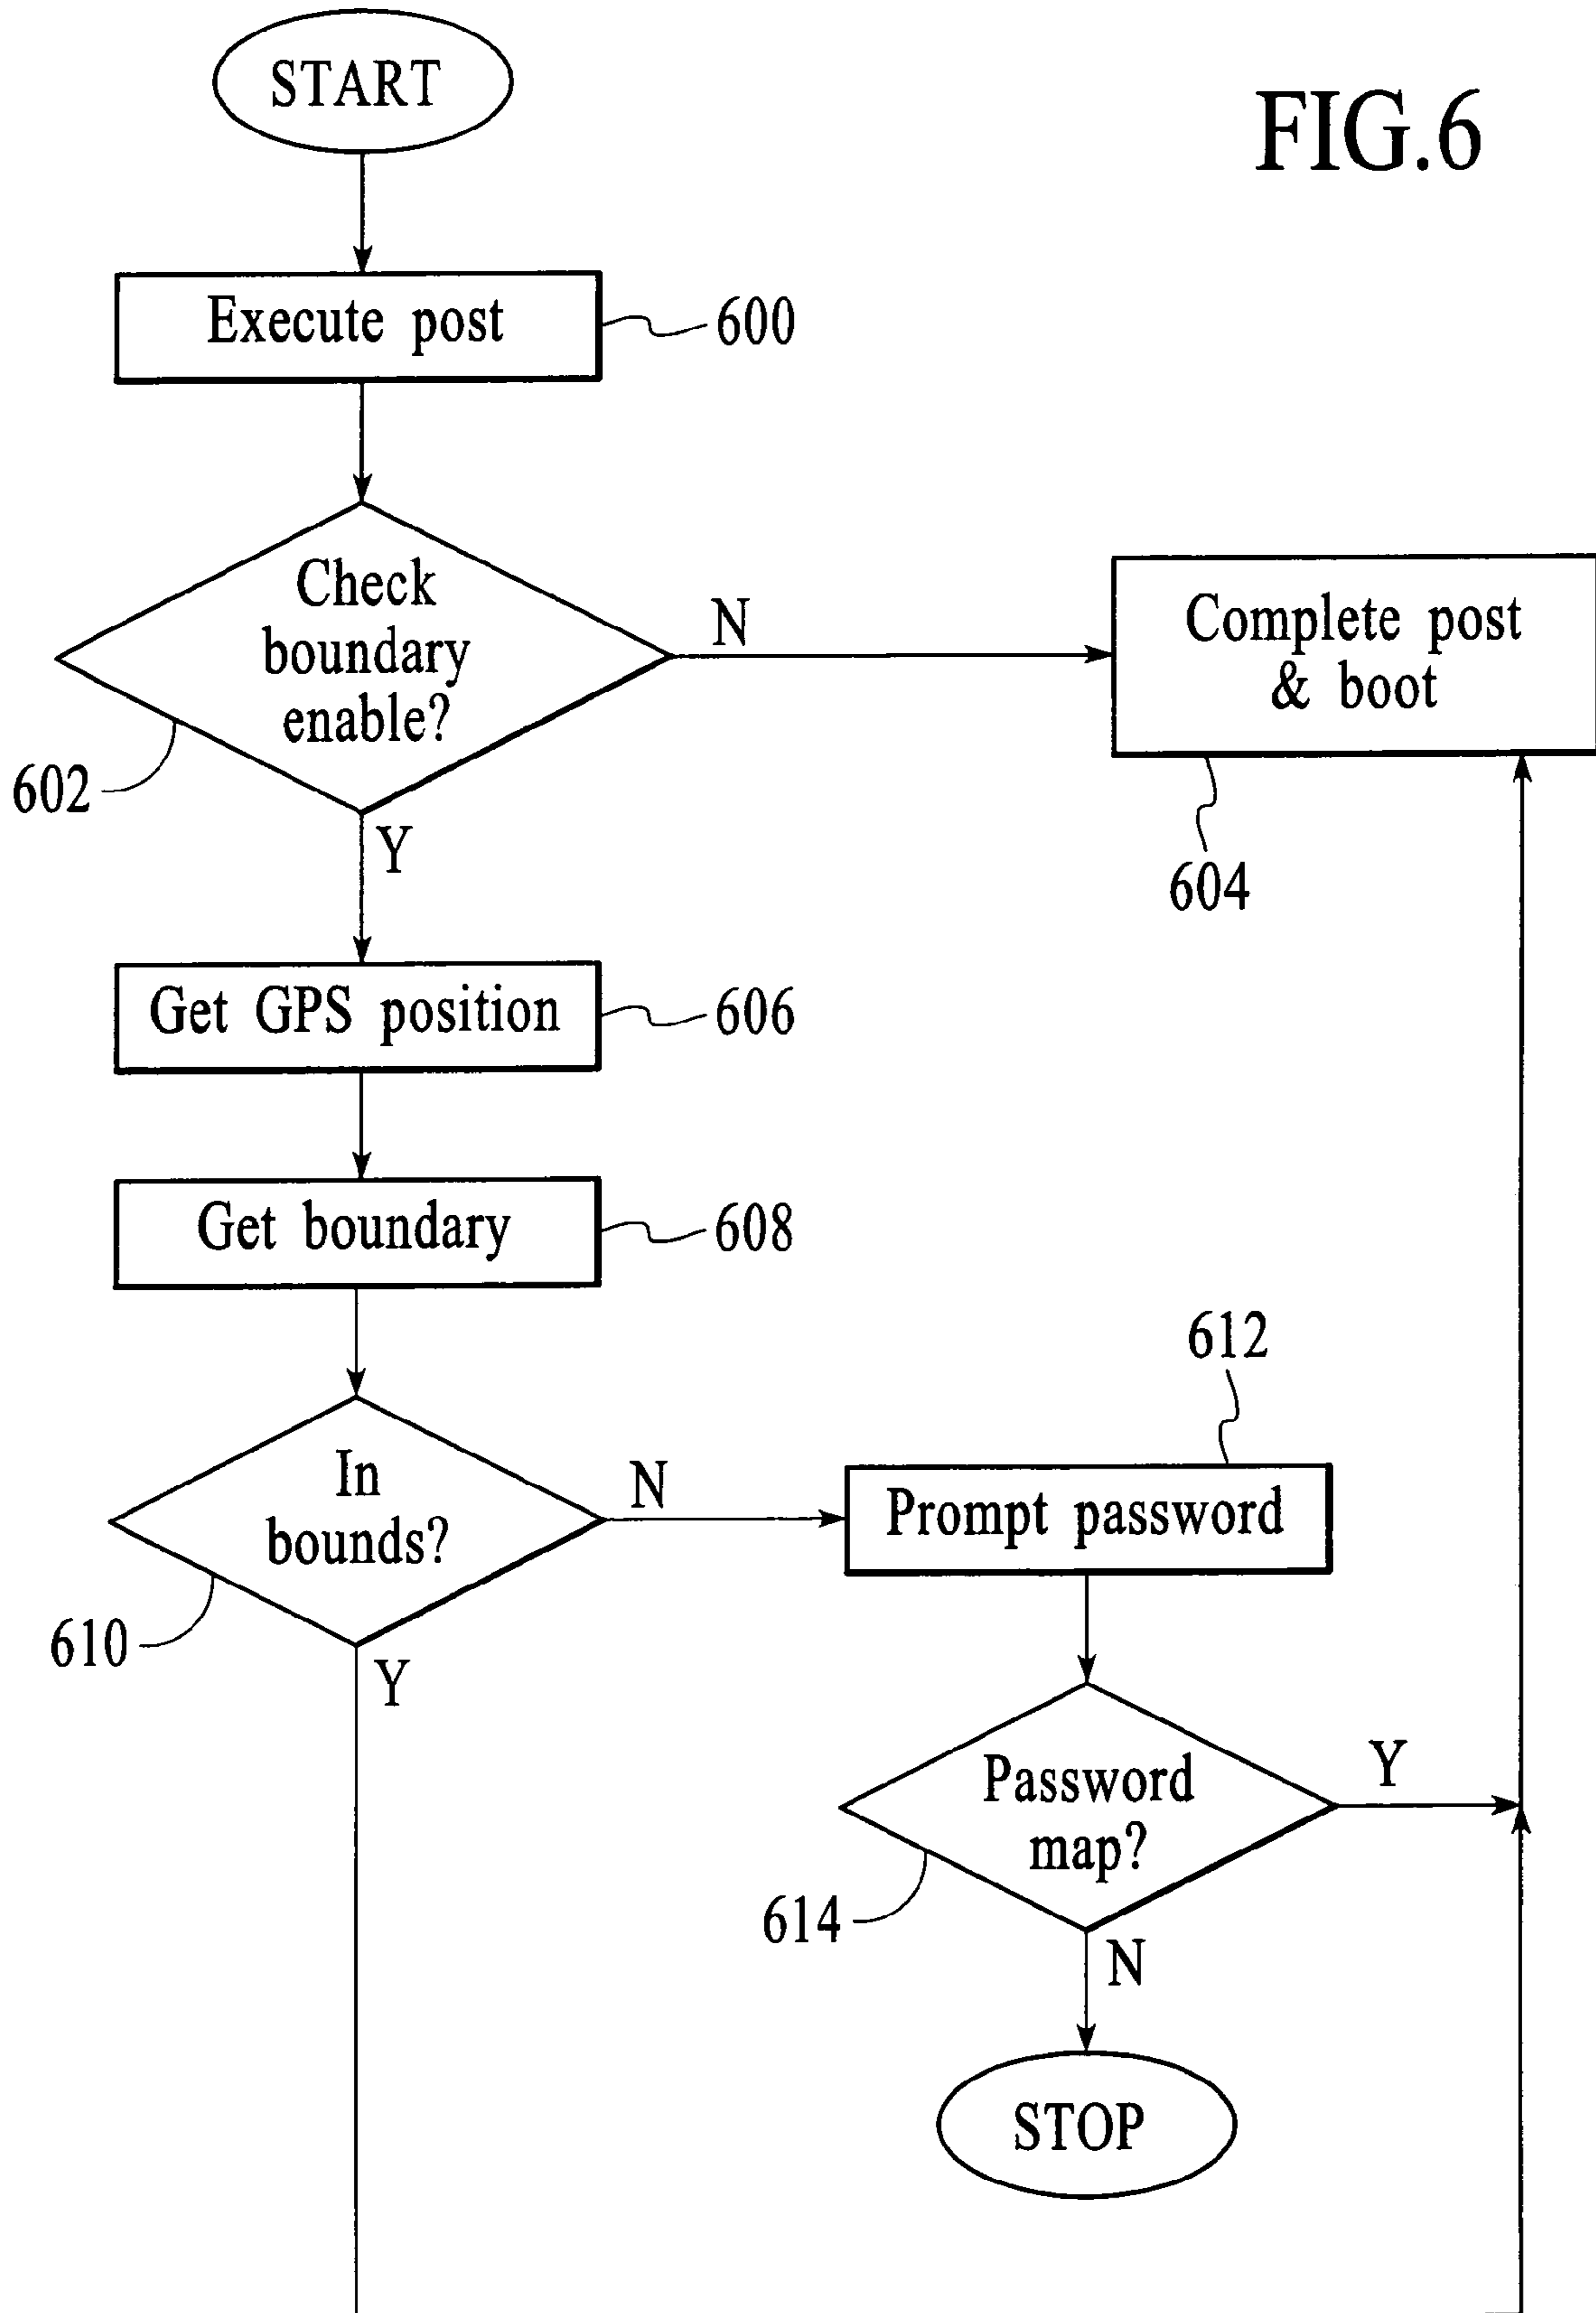 START
FIG.6
Execute post
600
Check
boundary
enable?
N
Complete post
& boot
602
Y
604
Get GPS position
606
Get boundary
608
612
In
bounds?
N
Prompt password
610
Y
Password
map?
Y
614
N
STOP